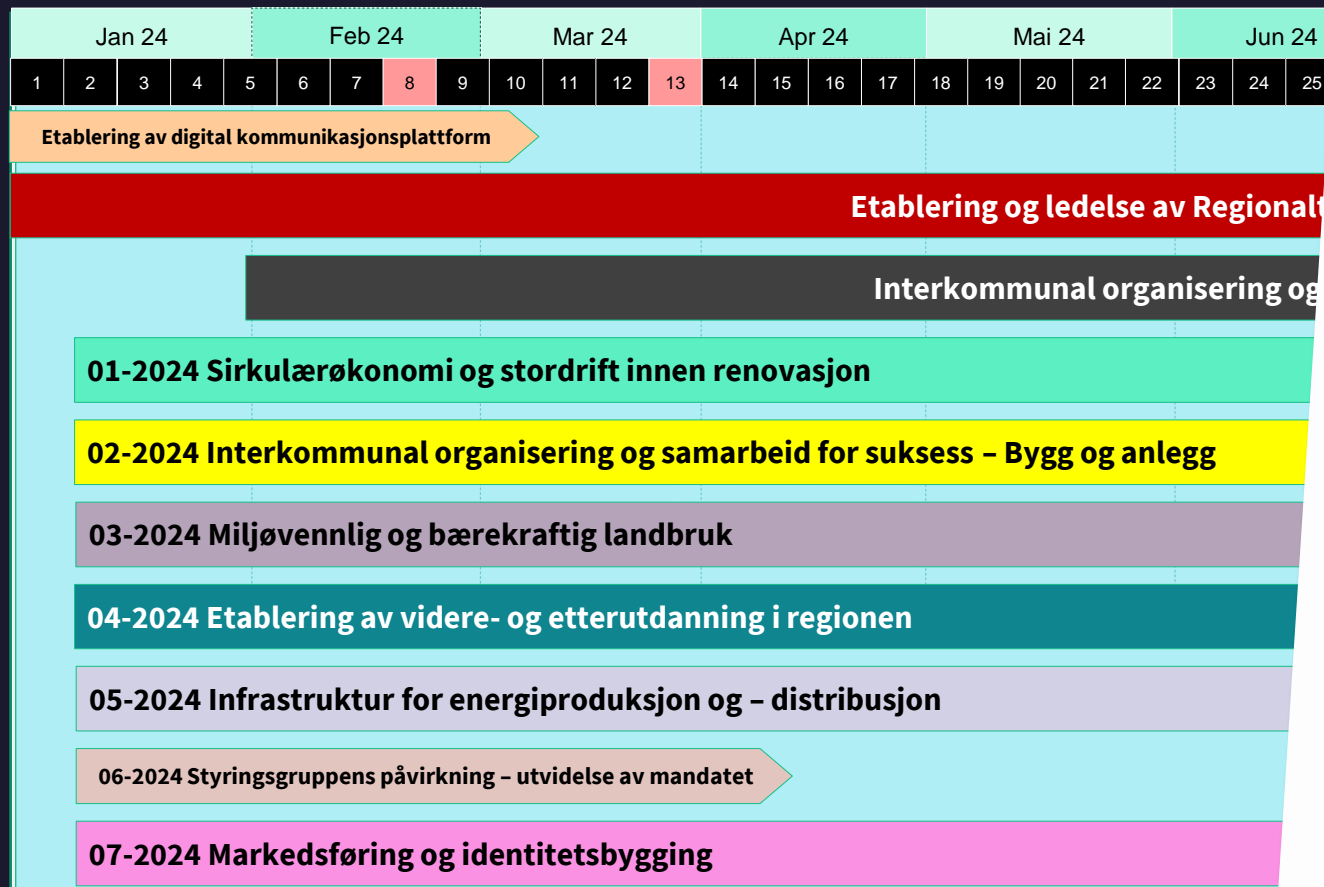 Jan 24 Feb 24 Mar 24 Apr 24 Mai 24 Jun 24
1 2 3 4 5 6 7 8 9 10 11 12 13 14 15 16 17 18 19 20 21 22 23 24 25
Etablering av digital kommunikasjonsplattform
Etablering og ledelse av Regionalt
Interkommunal organisering og
01-2024 Sirkulærøkonomi og stordrift innen renovasjon
02-2024 Interkommunal organisering og samarbeid for suksess – Bygg og anlegg
03-2024 Miljøvennlig og bærekraftig landbruk
04-2024 Etablering av videre- og etterutdanning i regionen
05-2024 Infrastruktur for energiproduksjon og – distribusjon
06-2024 Styringsgruppens påvirkning – utvidelse av mandatet
07-2024 Markedsføring og identitetsbygging